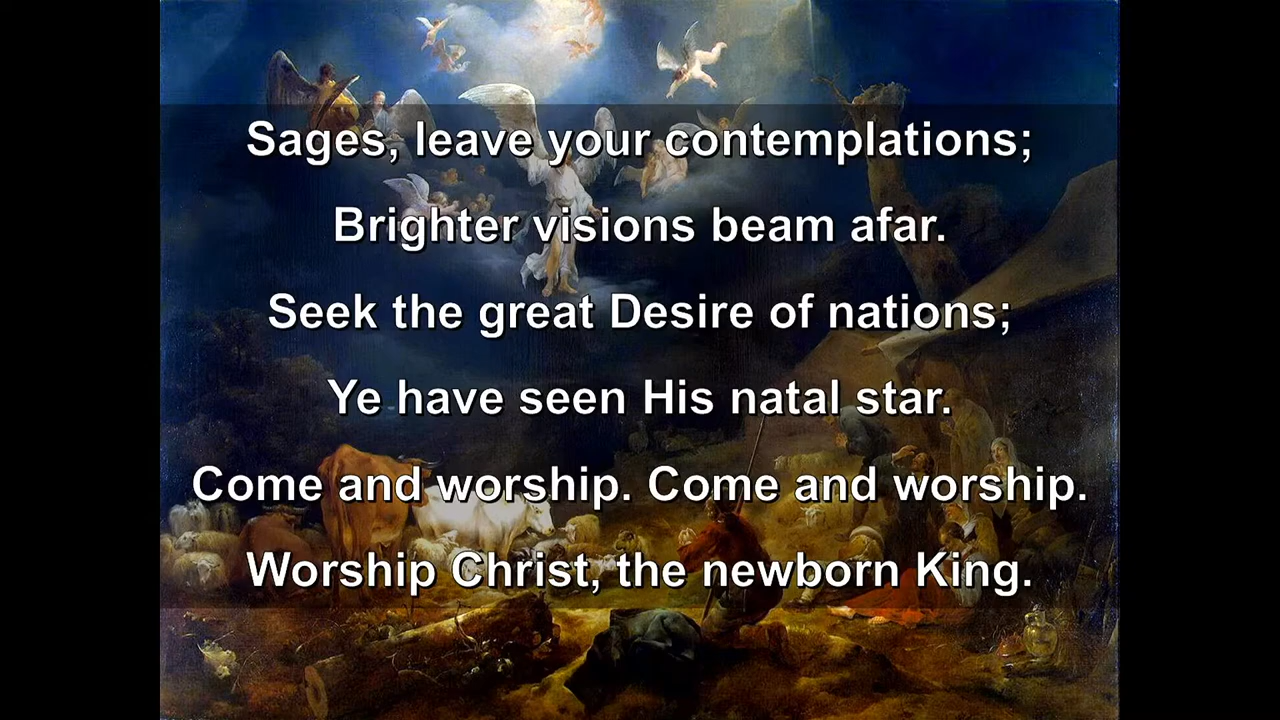 Sages, leave your contemplations;
Brighter visions beam afar.
Seek the great Desire of nations;
Ye have seen His natal star.
Come and worship. Come and worship.
Worship Christ, the newborn King.